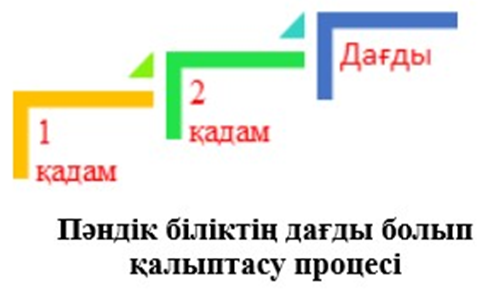 1
қадам
2
қадам
Дағды
Пәндік біліктің дағды болып
қалыптасу процесі